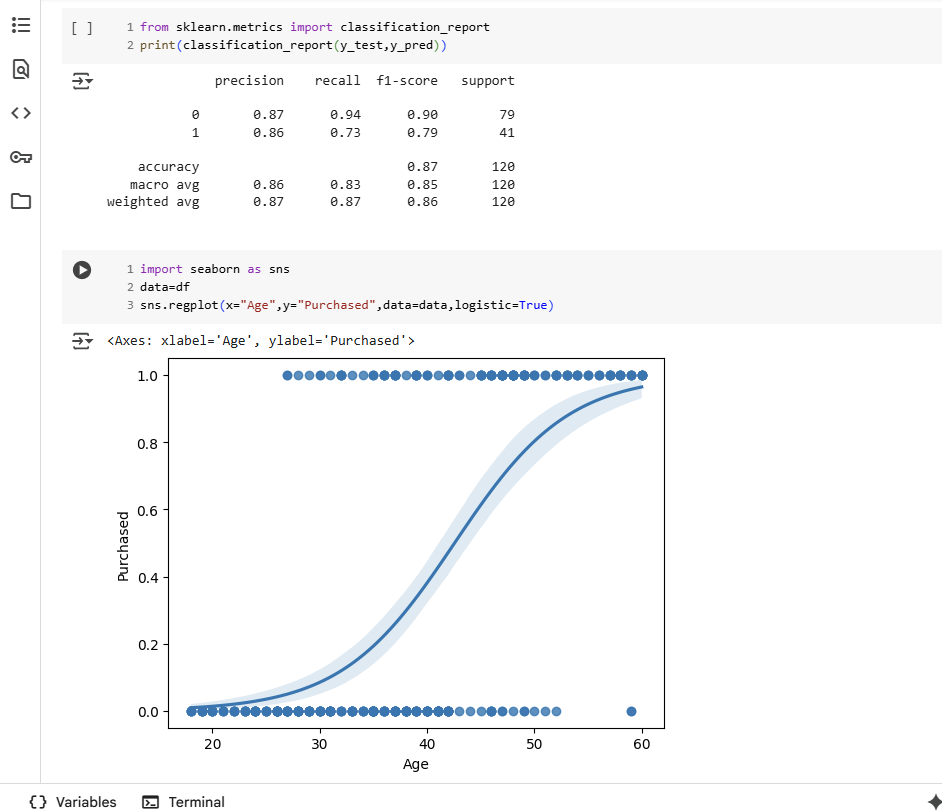 [ ]
1 from sklearn.metrics import classification_report
2 print(classification_report(y_test,y_pred))
precision recall f1-score support
0 0.87 0.94 0.90 79
1 0.86 0.73 0.79 41
accuracy 0.87 120
macro avg 0.86 0.83 0.85 120
weighted avg 0.87 0.87 0.86 120
1 import seaborn as sns
2 data=df
3 sns.regplot(x="Age",y="Purchased",data=data,logistic=True)
<Axes: xlabel='Age', ylabel='Purchased'>
1.0
0.8
0.6
0.4
0.2
0.0
Purchased
20 30 40 50 60
Age
{} Variables Terminal